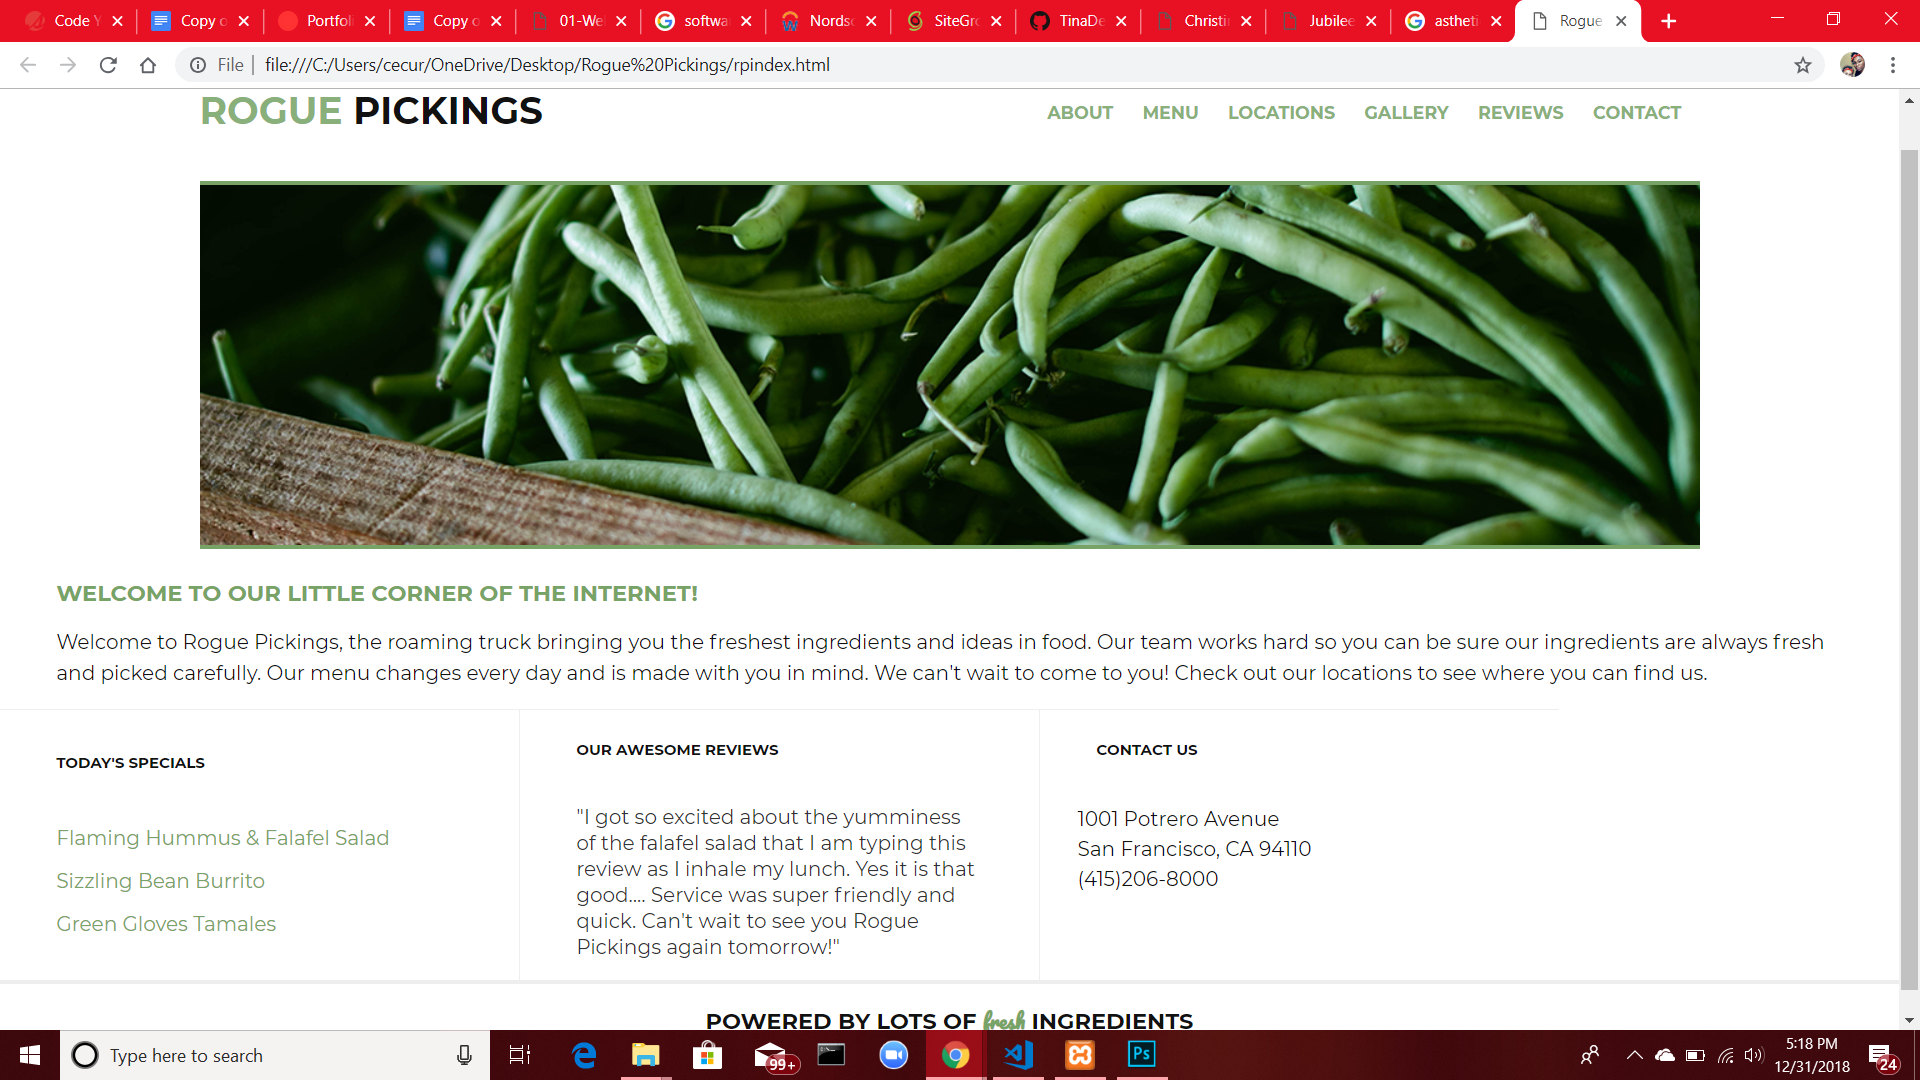 Code Y
Copy o
Portfoli
Copy o
01-Wel
softwa
Nordsc
SiteGro
TinaDe
Christin
Jubilee
astheti
Rogue
File
file:///C:/Users/cecur/OneDrive/Desktop/Rogue%20Pickings/rpindex.html
ROGUE PICKINGS
ABOUT MENU LOCATIONS GALLERY REVIEWS CONTACT
WELCOME TO OUR LITTLE CORNER OF THE INTERNET!
Welcome to Rogue Pickings, the roaming truck bringing you the freshest ingredients and ideas in food. Our team works hard so you can be sure our ingredients are always fresh
and picked carefully. Our menu changes every day and is made with you in mind. We can't wait to come to you! Check out our locations to see where you can find us.
TODAY'S SPECIALS
Flaming Hummus & Falafel Salad
Sizzling Bean Burrito
Green Gloves Tamales
OUR AWESOME REVIEWS
"I got so excited about the yumminess
of the falafel salad that I am typing this
review as I inhale my lunch. Yes it is that
good.... Service was super friendly and
quick. Can't wait to see you Rogue
Pickings again tomorrow!"
CONTACT US
1001 Potrero Avenue
San Francisco, CA 94110
(415)206-8000
POWERED BY LOTS OF fresh INGREDIENTS
Type here to search
99+
Ps
5:18 PM
12/31/2018
24